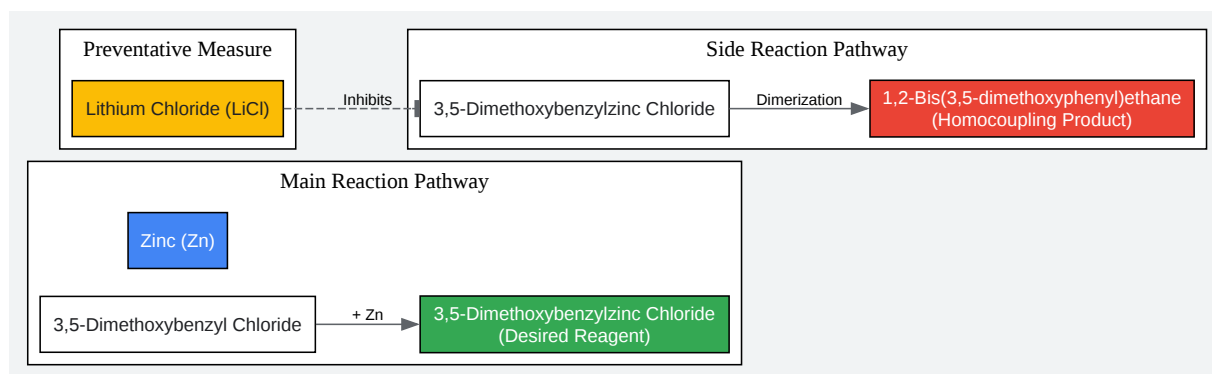 Preventative Measure
Side Reaction Pathway
Lithium Chloride (LiCl)
Inhibits
3,5-Dimethoxybenzylzinc Chloride
Dimerization
1,2-Bis(3,5-dimethoxyphenyl)ethane
(Homocoupling Product)
Main Reaction Pathway
Zinc (Zn)
3,5-Dimethoxybenzyl Chloride
+ Zn
3,5-Dimethoxybenzylzinc Chloride
(Desired Reagent)